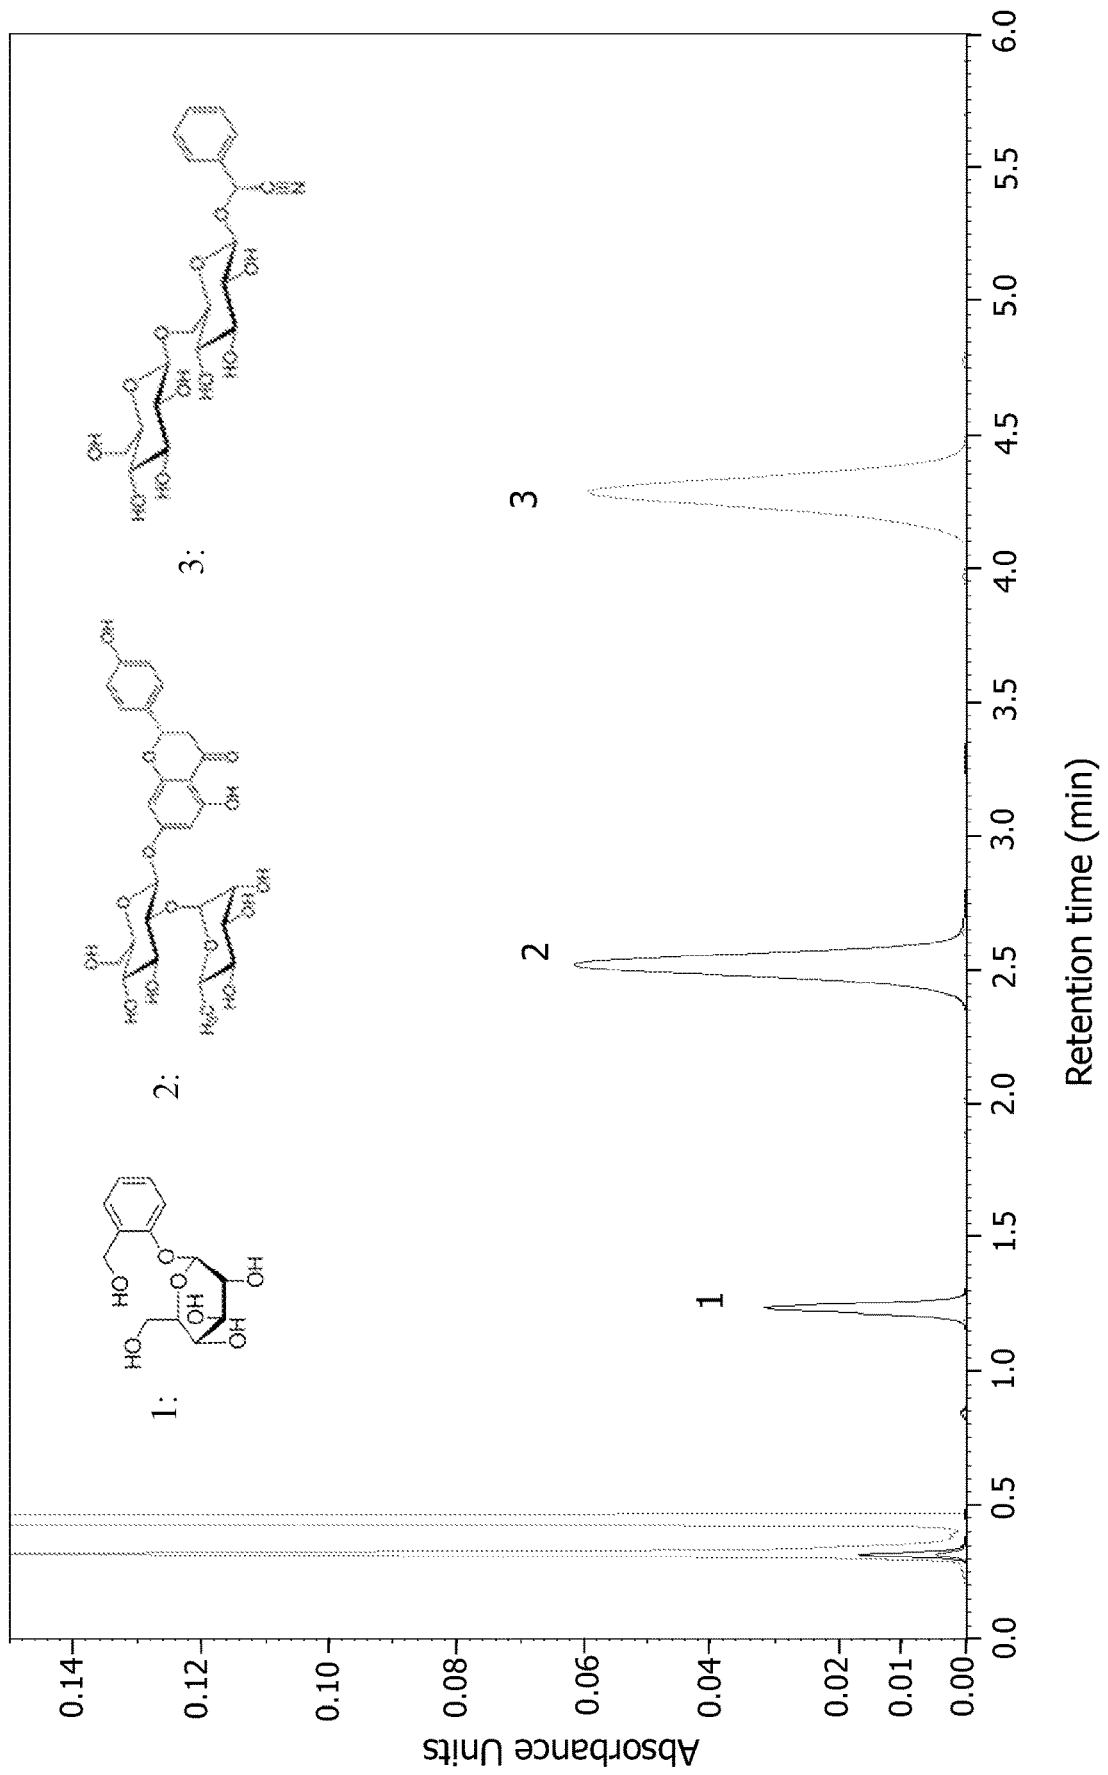 1:
HO
HO
O
O
OH
OH
OH
OH
2:
OH
HO
HO
O
O
O
O
H₃C
HO
OH
OH
O
O
OH
OH
3:
OH
HO
HO
O
OH
O
HO
HO
O
OH
O
C≡N
1
2
3
Absorbance Units
0.14
0.12
0.10
0.08
0.06
0.04
0.02
0.01
0.00
0.0
0.5
1.0
1.5
2.0
2.5
3.0
3.5
4.0
4.5
5.0
5.5
6.0
Retention time (min)